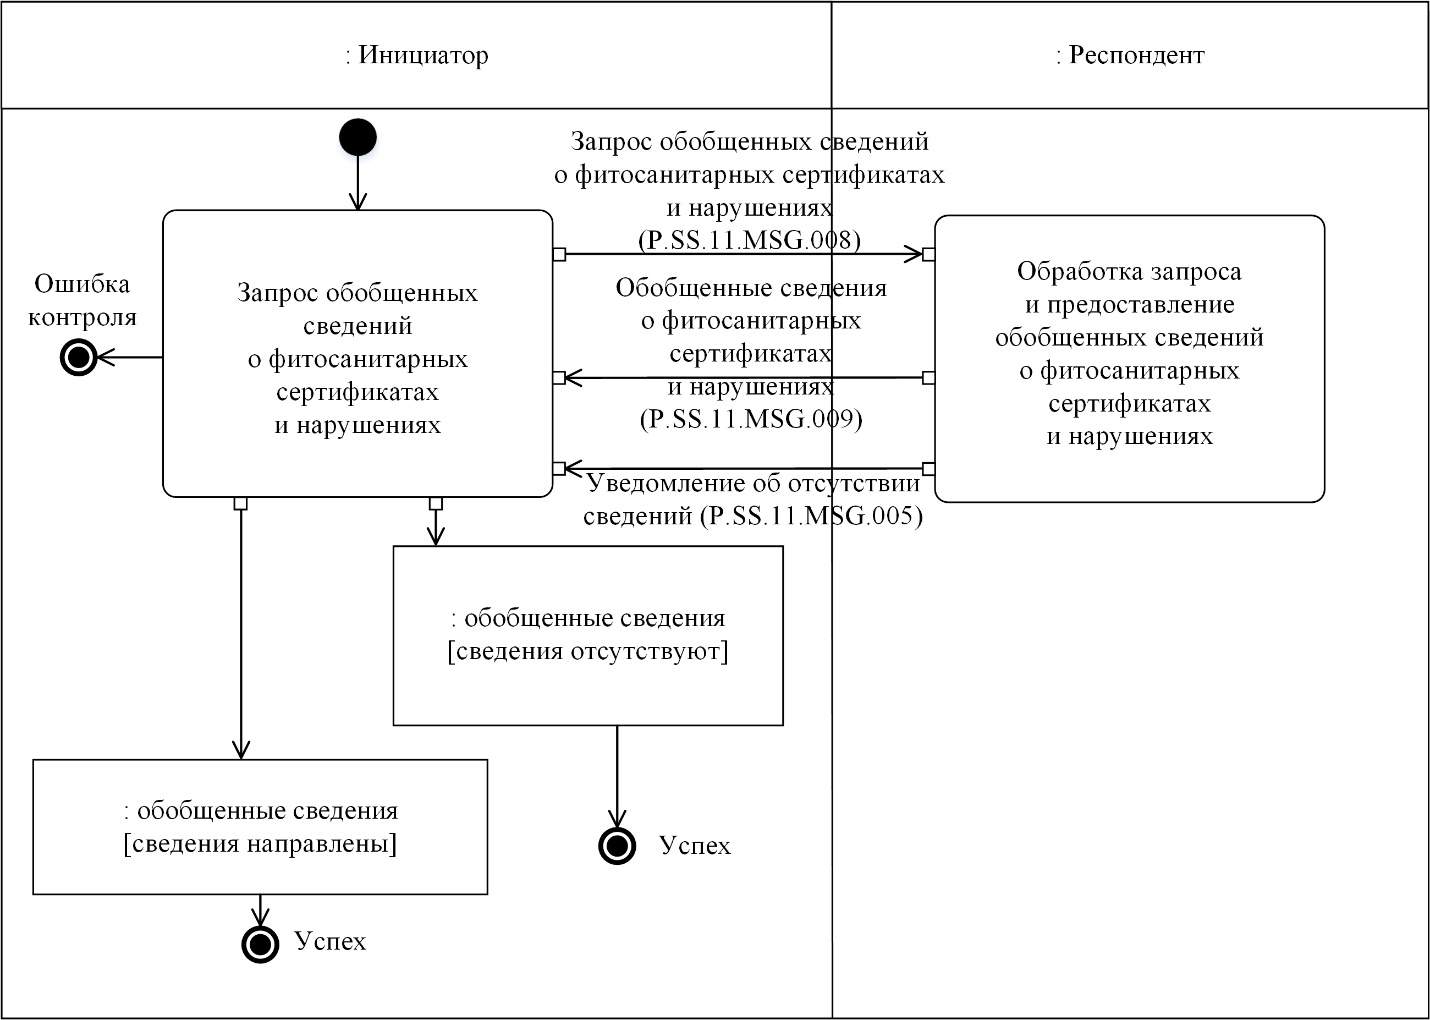 : Инициатор
: Респондент
Запрос обобщенных сведений
о фитосанитарных сертификатах
и нарушениях
(P.SS.11.MSG.008)
Ошибка
контроля
Запрос обобщенных
сведений
о фитосанитарных
сертификатах
и нарушениях
Обобщенные сведения
о фитосанитарных
сертификатах
и нарушениях
(P.SS.11.MSG.009)
Обработка запроса
и предоставление
обобщенных сведений
о фитосанитарных
сертификатах
и нарушениях
Уведомление об отсутствии
сведений (P.SS.11.MSG.005)
: обобщенные сведения
[сведения отсутствуют]
: обобщенные сведения
[сведения направлены]
Успех
Успех